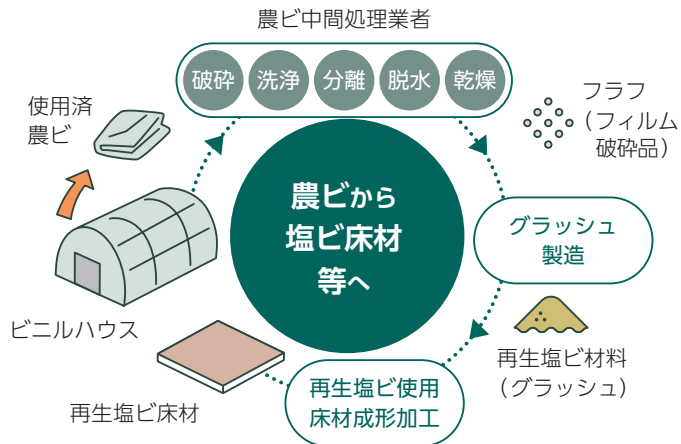 農ビ中間処理業者
破砕
洗浄
分離
脱水
乾燥
フラフ
（フィルム
破砕品）
使用済
農ビ
農ビから
塩ビ床材
等へ
グラッシュ
製造
ビニルハウス
再生塩ビ材料
（グラッシュ）
再生塩ビ使用
床材成形加工
再生塩ビ床材